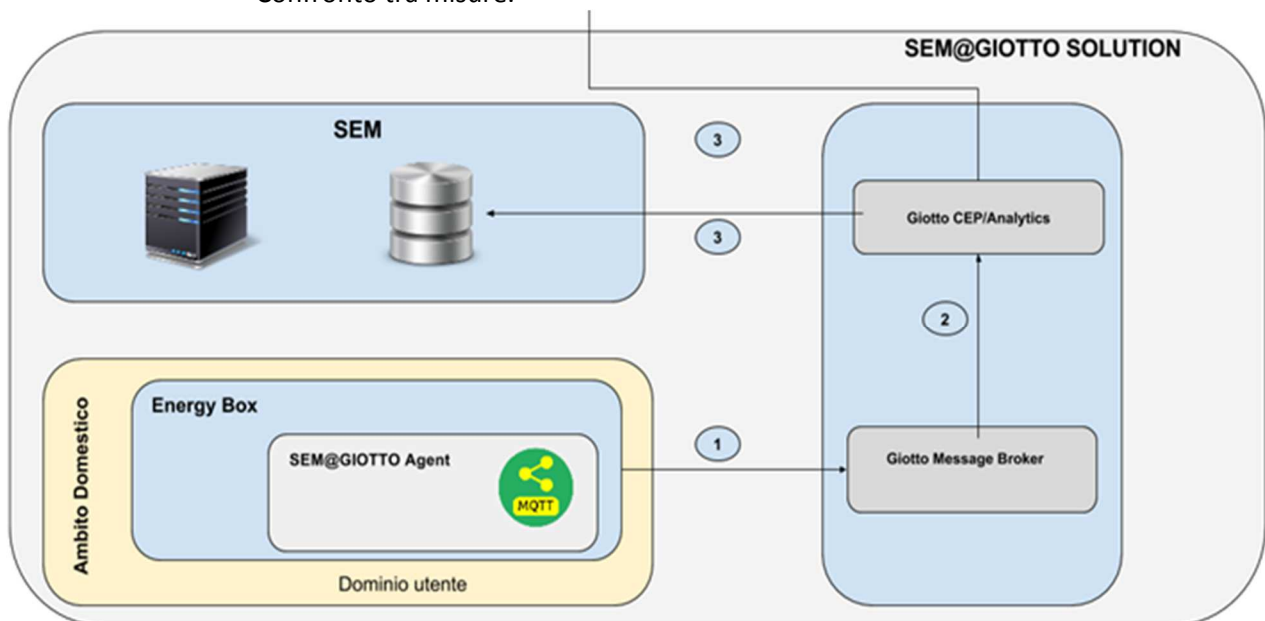 Confronto tra misure.
SEM@GIOTTO SOLUTION
SEM
3
Giotto CEP/Analytics
3
2
Ambito Domestico
Energy Box
SEM@GIOTTO Agent
MQTT
1
Giotto Message Broker
Dominio utente